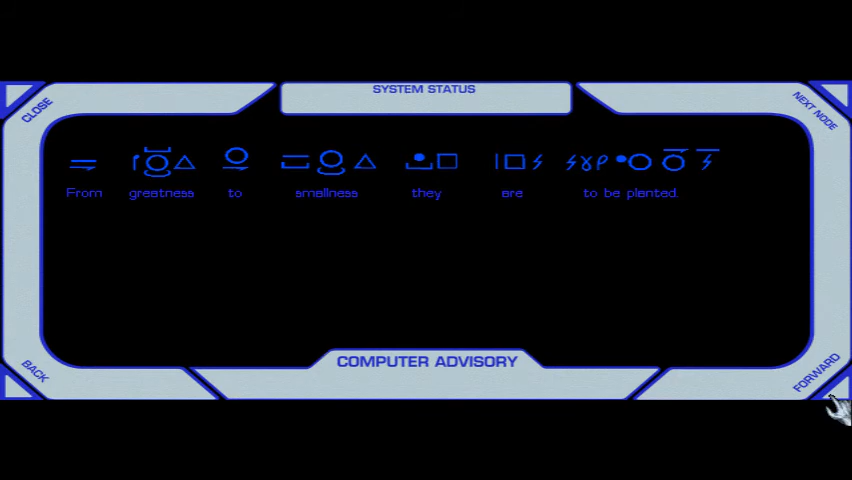 SYSTEM STATUS
CLOSE
NEXT NODE
From greatness to smallness they are to be planted
BACK
COMPUTER ADVISORY
FORWARD